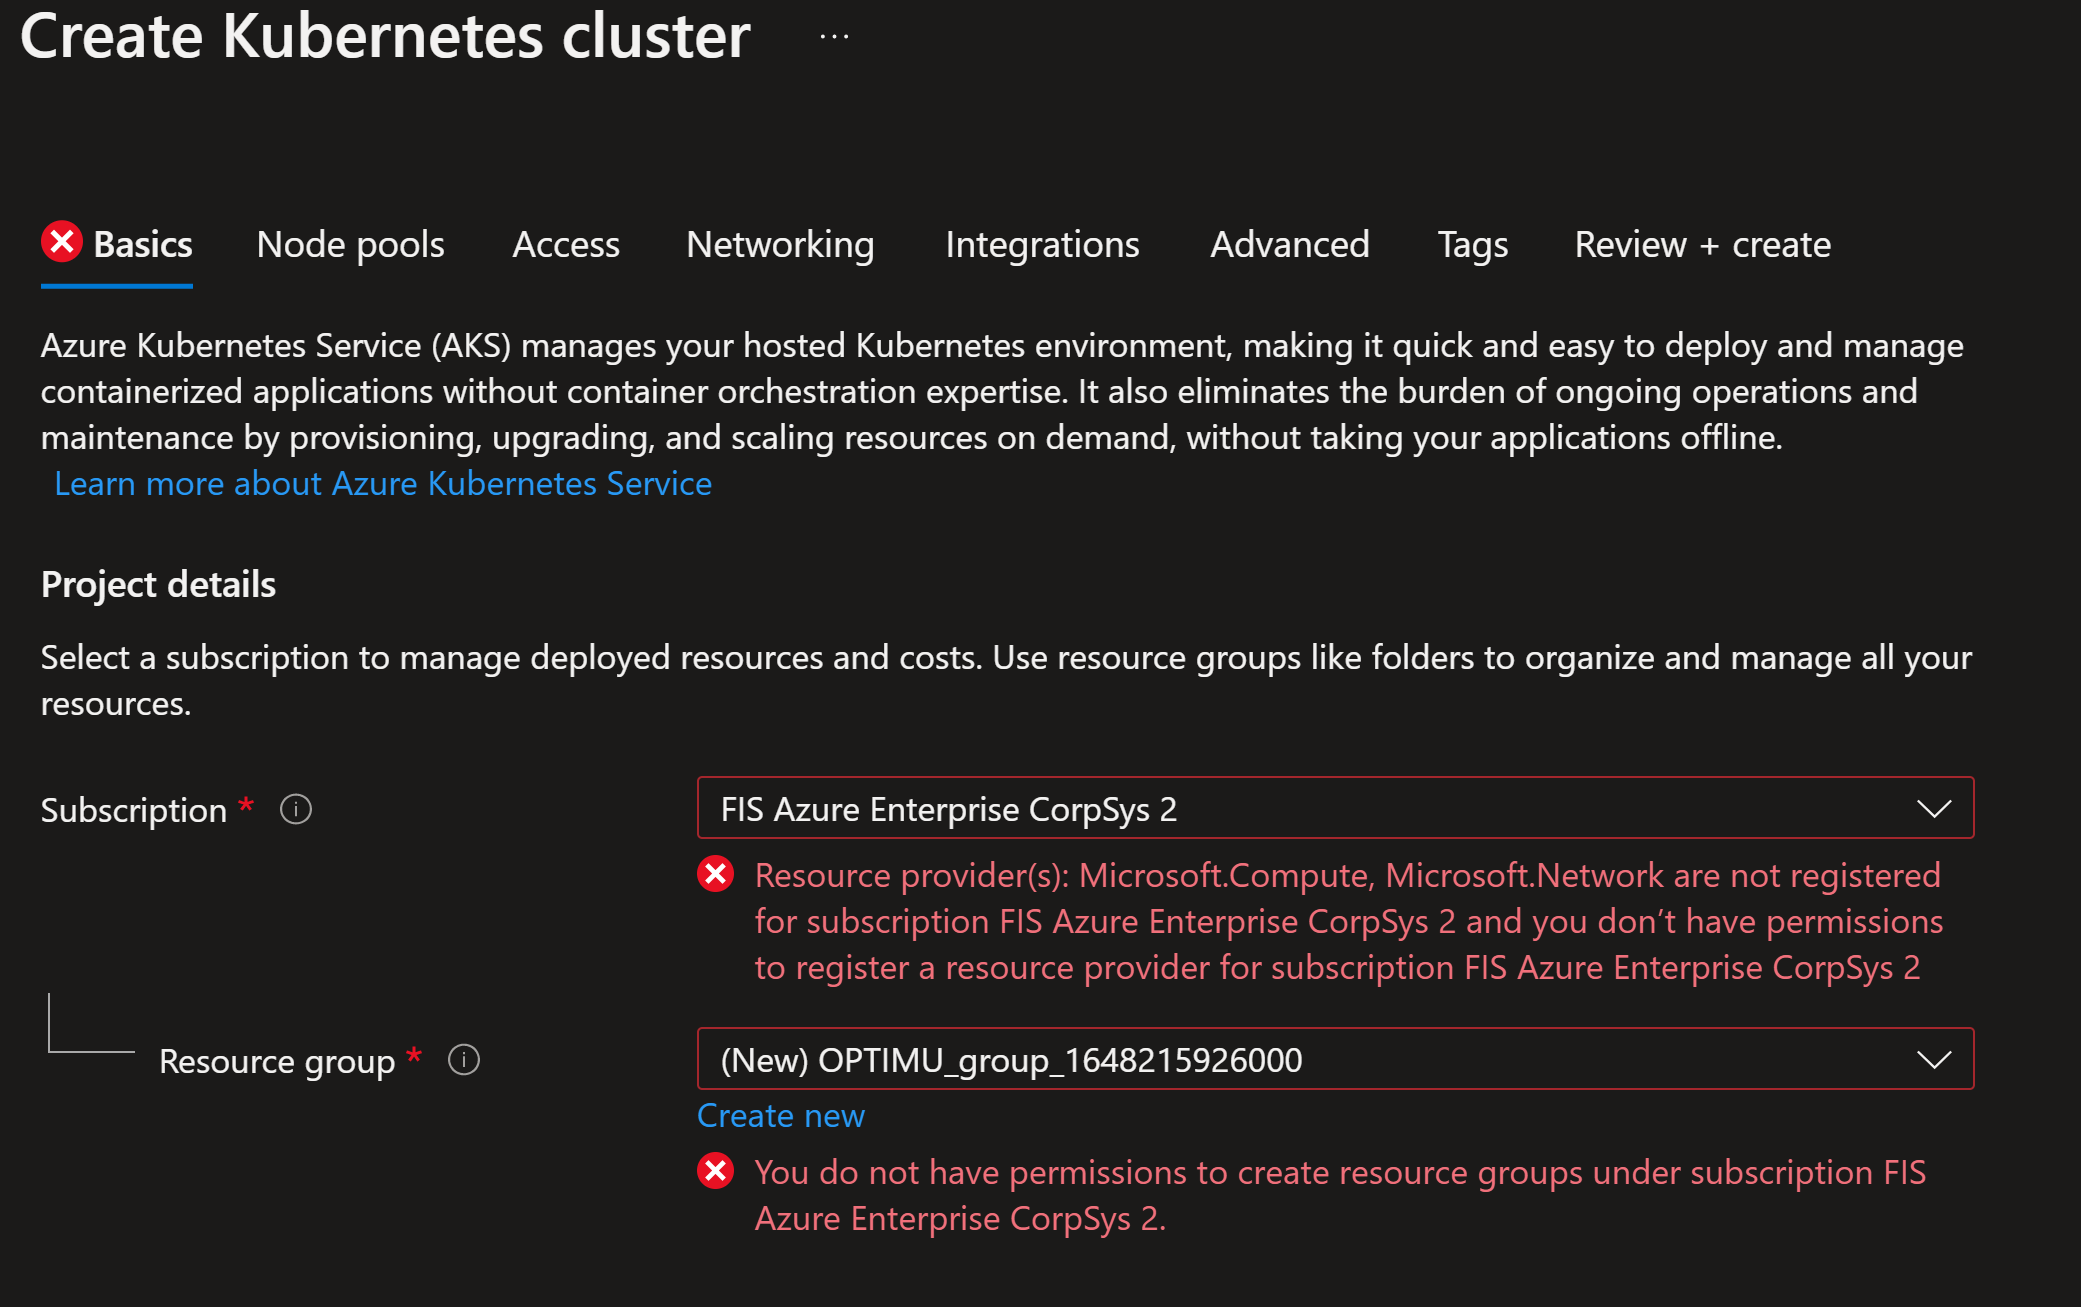 Create Kubernetes cluster ...
Basics Node pools Access Networking Integrations Advanced Tags Review + create
Azure Kubernetes Service (AKS) manages your hosted Kubernetes environment, making it quick and easy to deploy and manage
containerized applications without container orchestration expertise. It also eliminates the burden of ongoing operations and
maintenance by provisioning, upgrading, and scaling resources on demand, without taking your applications offline.
Learn more about Azure Kubernetes Service
Project details
Select a subscription to manage deployed resources and costs. Use resource groups like folders to organize and manage all your
resources.
Subscription *
FIS Azure Enterprise CorpSys 2
Resource provider(s): Microsoft.Compute, Microsoft.Network are not registered
for subscription FIS Azure Enterprise CorpSys 2 and you don’t have permissions
to register a resource provider for subscription FIS Azure Enterprise CorpSys 2
Resource group *
(New) OPTIMU_group_1648215926000
Create new
You do not have permissions to create resource groups under subscription FIS
Azure Enterprise CorpSys 2.